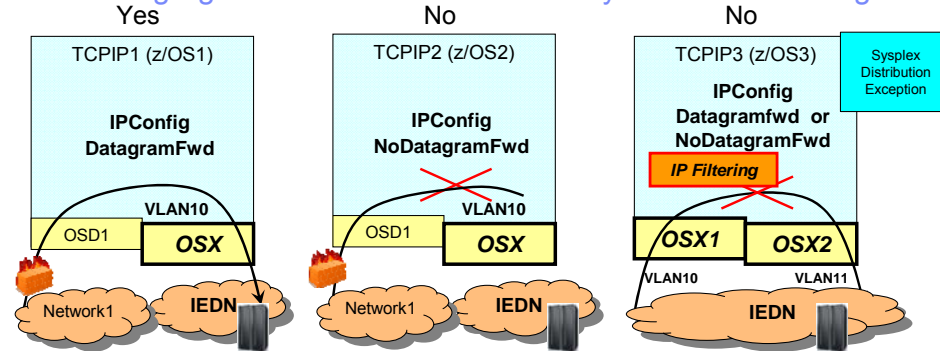 Yes
No
No
TCPIP1 (z/OS1)
IPConfig
DatagramFwd
VLAN10
OSD1
OSX
Network1
IEDN
TCPIP2 (z/OS2)
IPConfig
NoDatagramFwd
VLAN10
OSD1
OSX
Network1
IEDN
TCPIP3 (z/OS3)
IPConfig
Datagramfwd or
NoDatagramFwd
IP Filtering
OSX1
OSX2
VLAN10
VLAN11
IEDN
Sysplex
Distribution
Exception